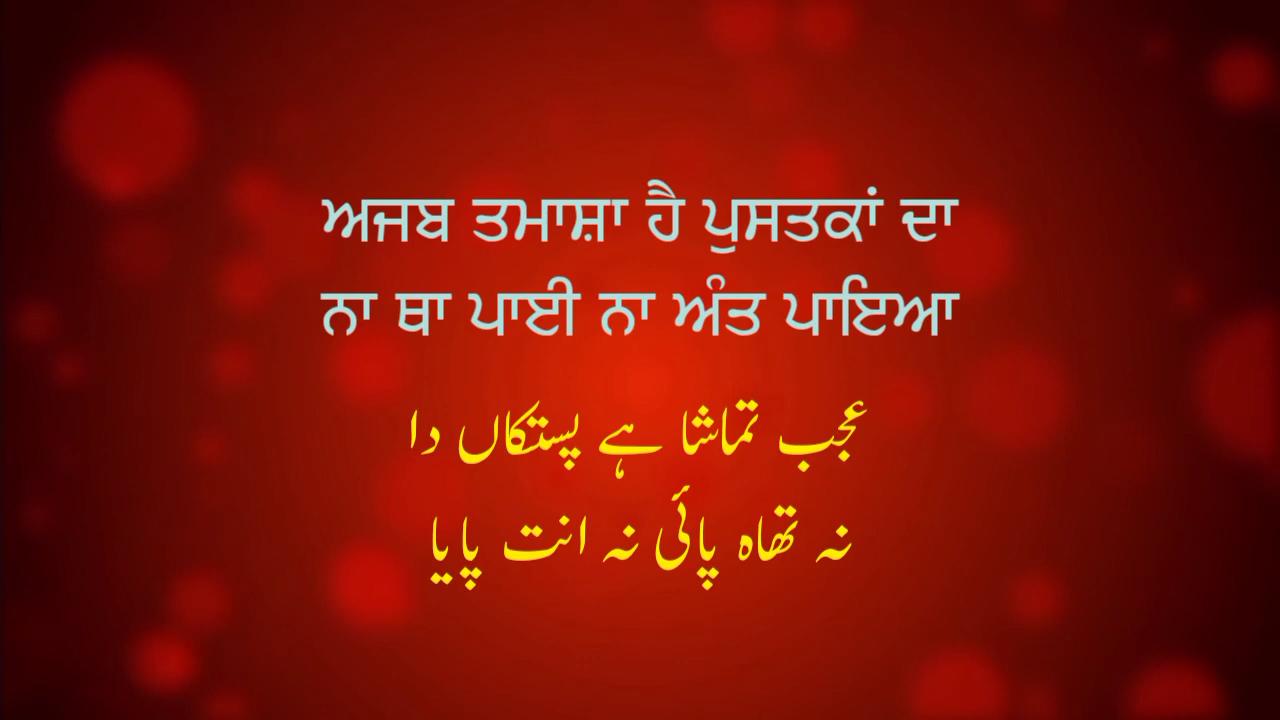 ਅਜਬ ਤਮਾਸ਼ਾ ਹੈ ਪੁਸਤਕਾਂ ਦਾ
ਨਾ ਥਾ ਪਾਈ ਨਾ ਅੰਤ ਪਾਇਆ
عجب تماشا ہے پستکاں دا
نہ تھاہ پائی نہ انت پایا